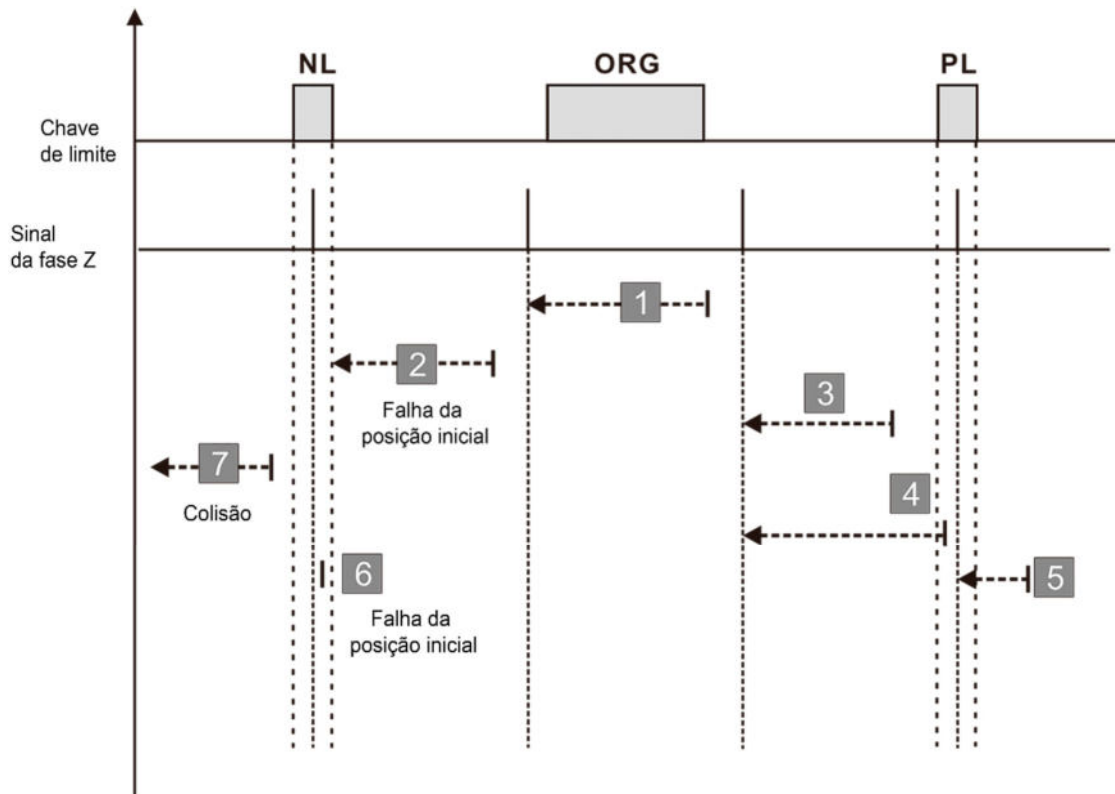 NL
ORG
PL
Chave
de limite
Sinal
da fase Z
1
2
Falha da
posição inicial
3
7
Colisão
4
6
Falha da
posição inicial
5